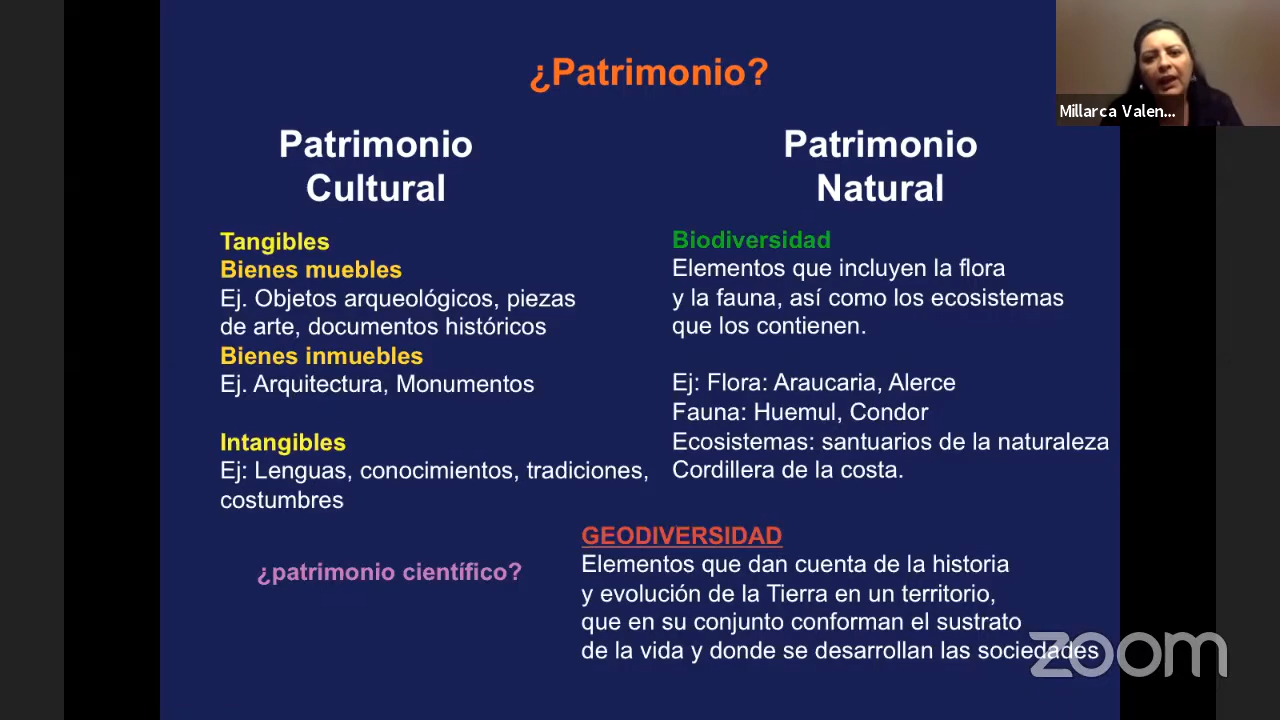 ¿Patrimonio?
Patrimonio
Cultural
Tangibles
Bienes muebles
Ej. Objetos arqueológicos, piezas
de arte, documentos históricos
Bienes inmuebles
Ej. Arquitectura, Monumentos
Intangibles
Ej: Lenguas, conocimientos, tradiciones,
costumbres
¿patrimonio científico?
Patrimonio
Natural
Biodiversidad
Elementos que incluyen la flora
y la fauna, así como los ecosistemas
que los contienen.
Ej: Flora: Araucaria, Alerce
Fauna: Huemul, Condor
Ecosistemas: santuarios de la naturaleza
Cordillera de la costa.
GEODIVERSIDAD
Elementos que dan cuenta de la historia
y evolución de la Tierra en un territorio,
que en su conjunto conforman el sustrato
de la vida y donde se desarrollan las sociedades
Millarca Valen...
zoom